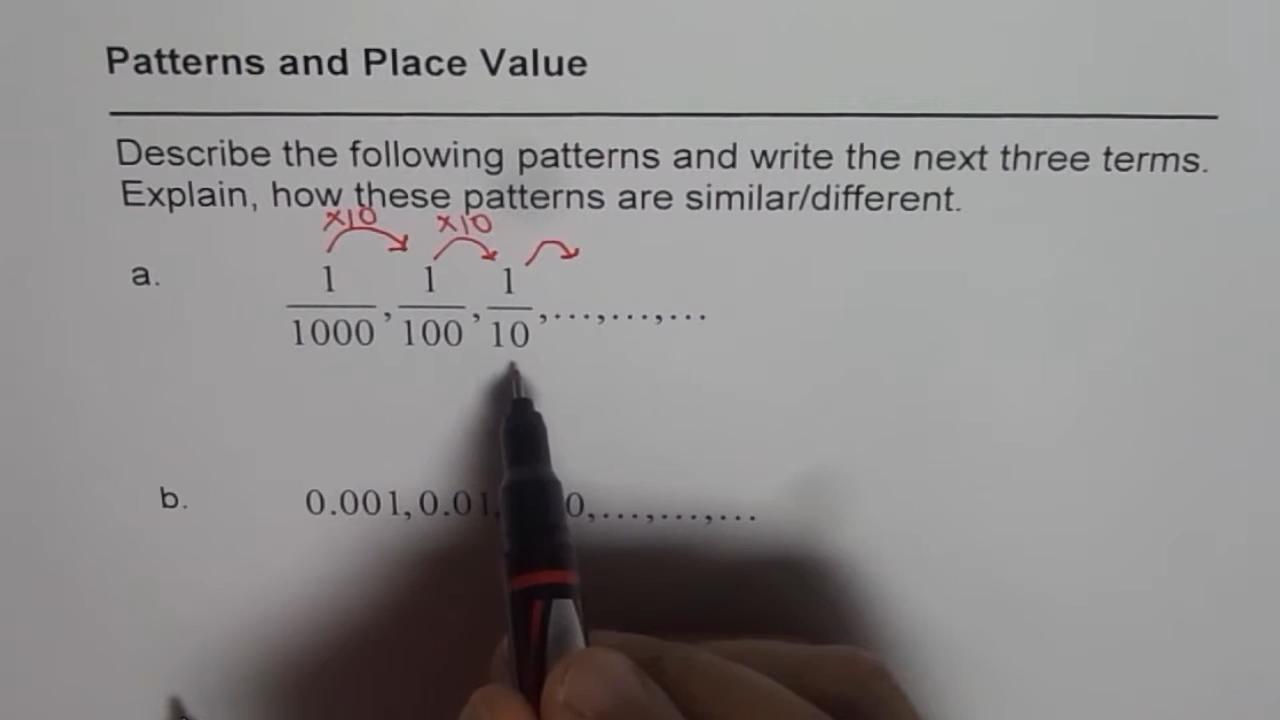 Patterns and Place Value
Describe the following patterns and write the next three terms.
Explain, how these patterns are similar/different.
×10 ×10
a. 1/1000, 1/100, 1/10, ..., ..., ...
b. 0.001, 0.01, 0, ..., ..., ...